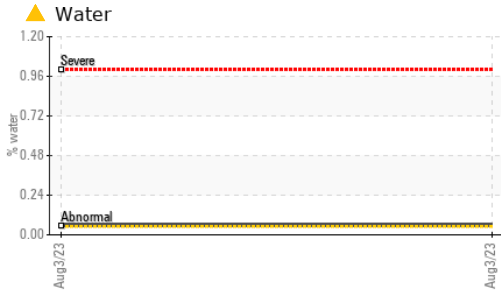 Water
1.20
Severe
0.96
0.72
% water
0.48
0.24
Abnormal
0.00
Aug3/23
Aug3/23